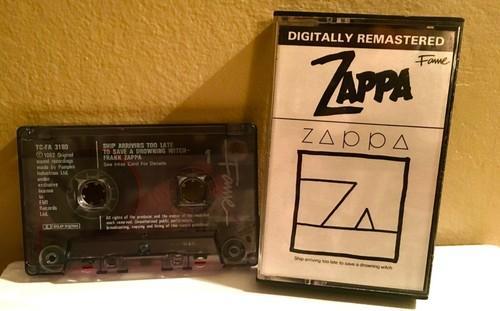 TC-FA 3180
℗ 1982 Original
sound recordings
made by Pumpko
Industries Ltd.
under
exclusive
licence
to
EMI
Records
Ltd.
SHIP ARRIVING TOO LATE
TO SAVE A DROWNING WITCH-
FRANK ZAPPA
See Inlay Card For Details
1
Fame
All rights of the producer and the owner of the recorded
work reserved. Unauthorised public performance,
broadcasting, copying and hiring of this
DIGITALLY REMASTERED
Fame
ZAPPA
ZAPPA
ZA
Ship arriving too late to save a drowning witch